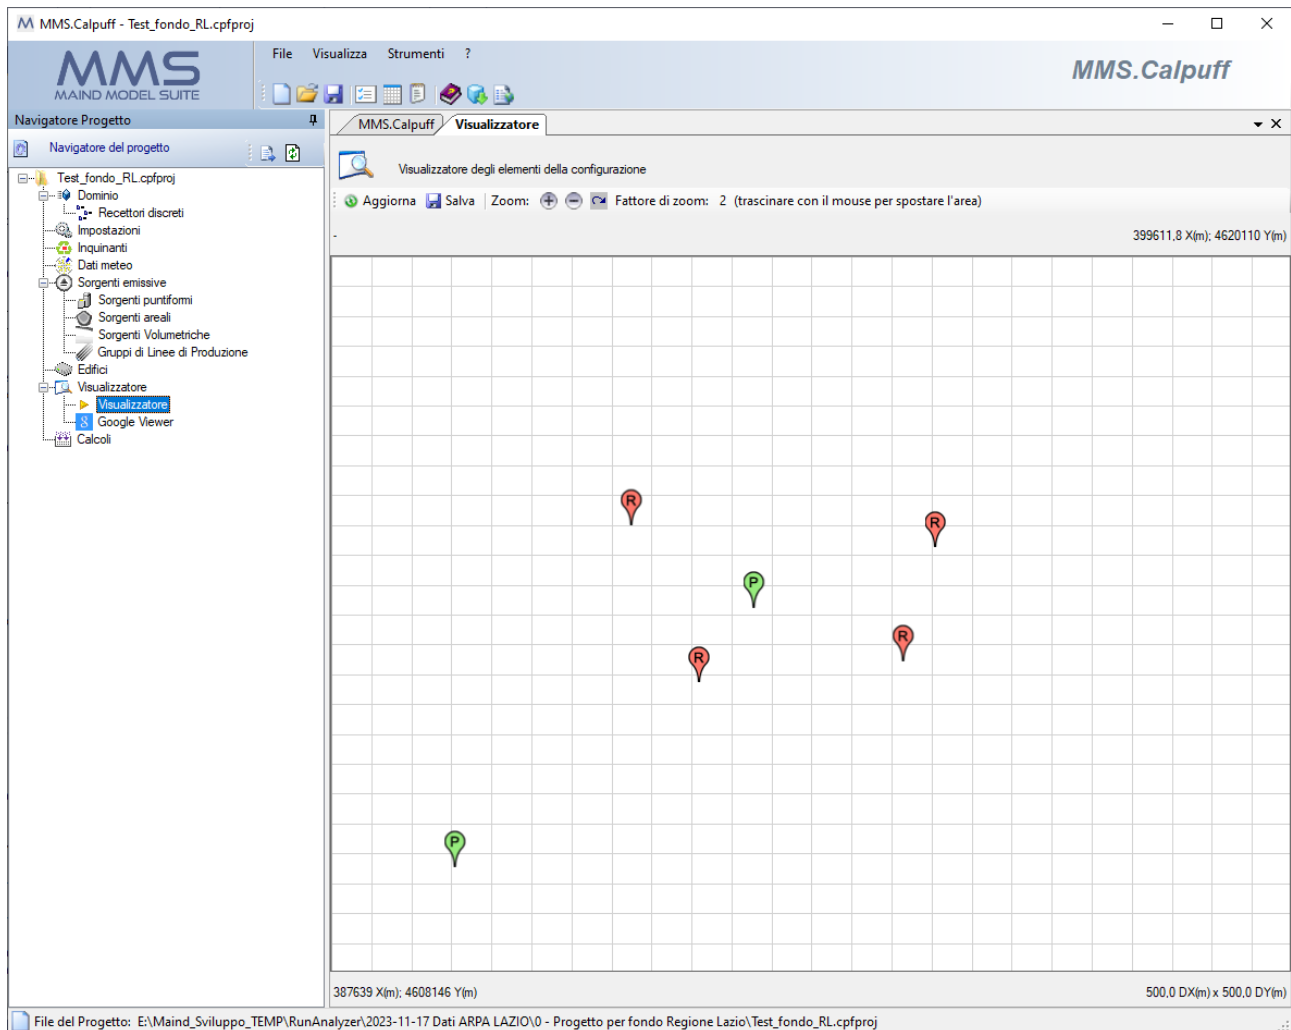 MMS.Calpuff - Test_fondo_RL.cpfproj
MMS
MAIND MODEL SUITE
File Visualizza Strumenti ?
MMS.Calpuff
Navigatore Progetto
Navigatore del progetto
Test_fondo_RL.cpfproj
Dominio
Recettori discreti
Impostazioni
Inquinanti
Dati meteo
Sorgenti emissive
Sorgenti puntiformi
Sorgenti areali
Sorgenti Volumetriche
Gruppi di Linee di Produzione
Edifici
Visualizzatore
Visualizzatore
Google Viewer
Calcoli
MMS.Calpuff Visualizzatore
Visualizzatore degli elementi della configurazione
Aggiorna Salva Zoom: Fattore di zoom: 2 (trascinare con il mouse per spostare l'area)
- 399611,8 X(m); 4620110 Y(m)
R
R
P
R
R
P
387639 X(m); 4608146 Y(m) 500,0 DX(m) x 500,0 DY(m)
File del Progetto: E:\Maind_Sviluppo_TEMP\RunAnalyzer\2023-11-17 Dati ARPA LAZIO\0 - Progetto per fondo Regione Lazio\Test_fondo_RL.cpfproj